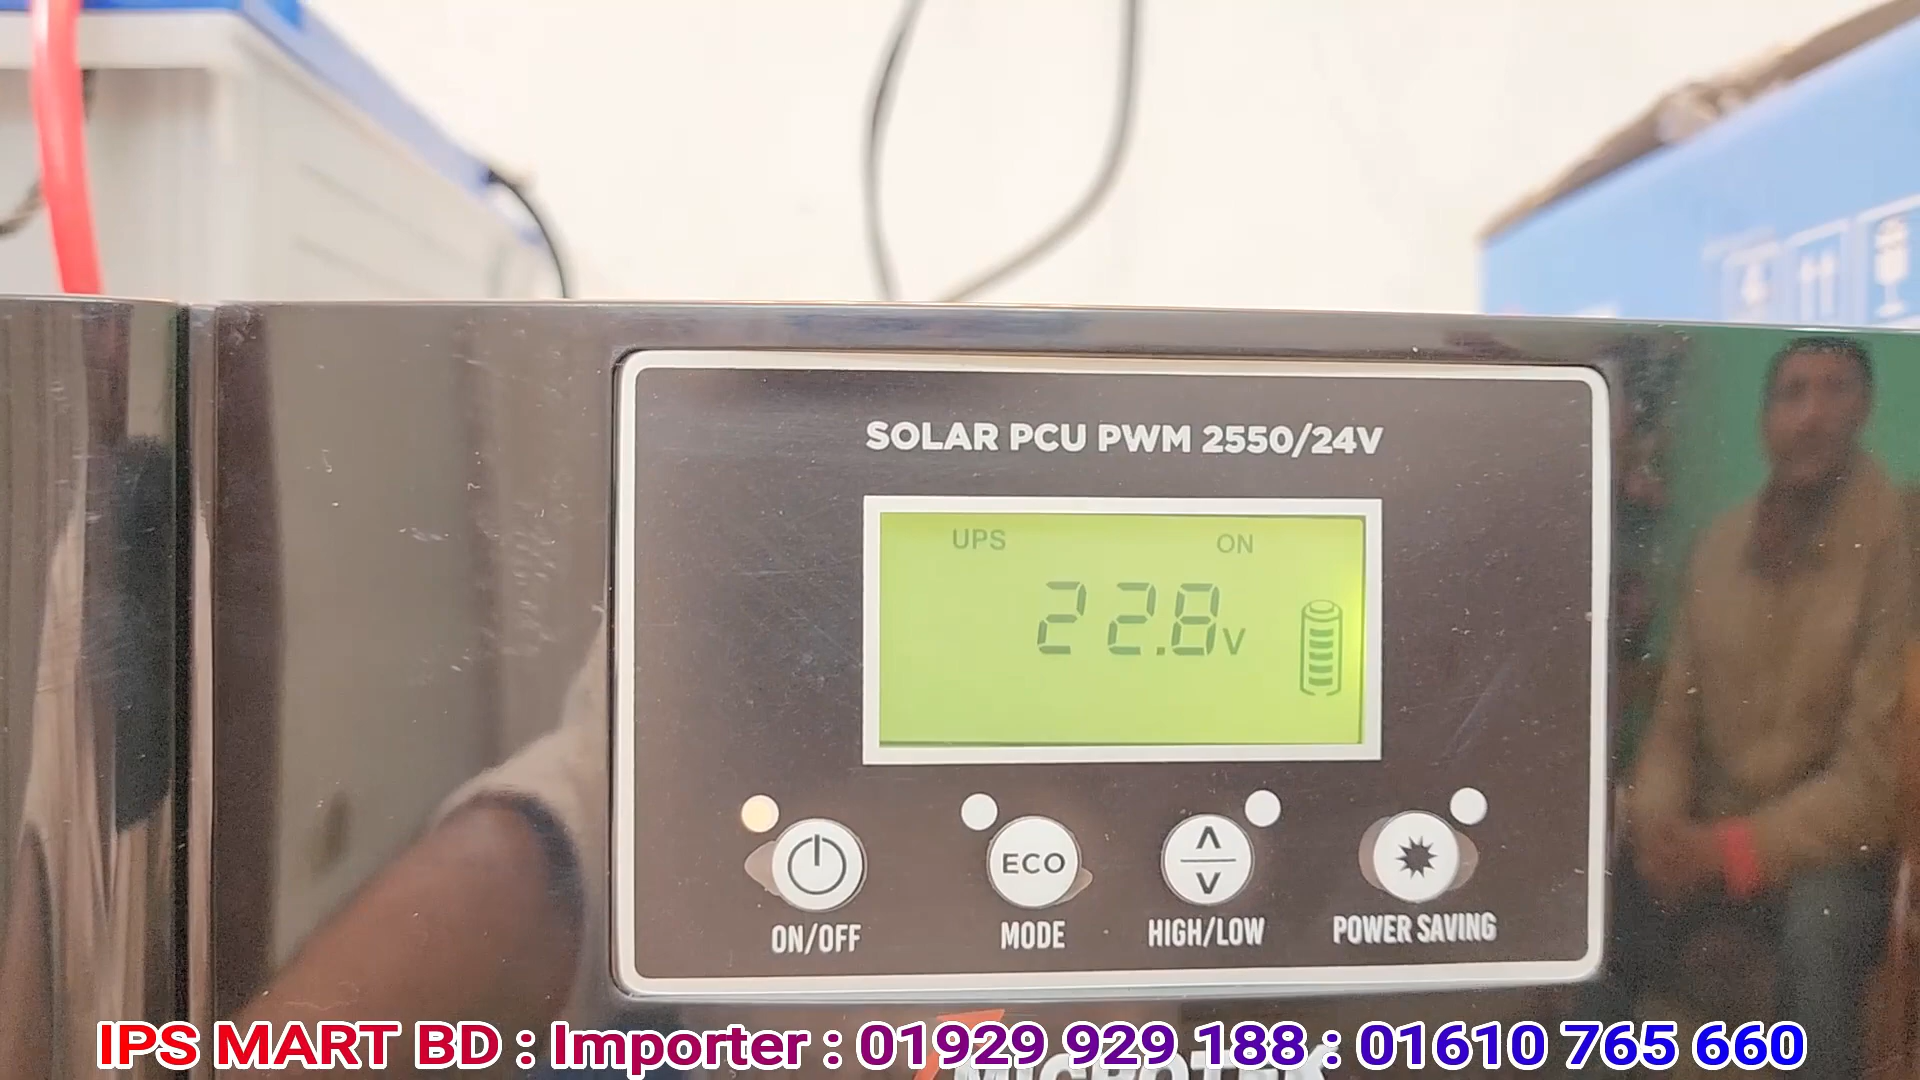 SOLAR PCU PWM 2550/24V
UPS ON
22.8V
ECO
ON/OFF MODE HIGH/LOW POWER SAVING
IPS MART BD : Importer : 01929 929 188 : 01610 765 660